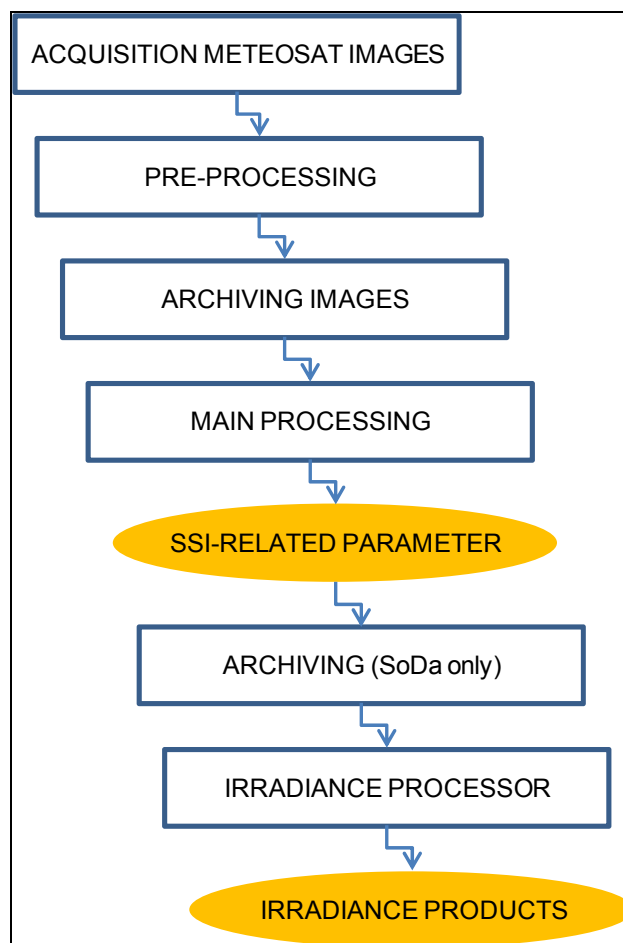 ACQUISITION METEOSAT IMAGES
PRE-PROCESSING
ARCHIVING IMAGES
MAIN PROCESSING
SSI-RELATED PARAMETER
ARCHIVING (SoDa only)
IRRADIANCE PROCESSOR
IRRADIANCE PRODUCTS